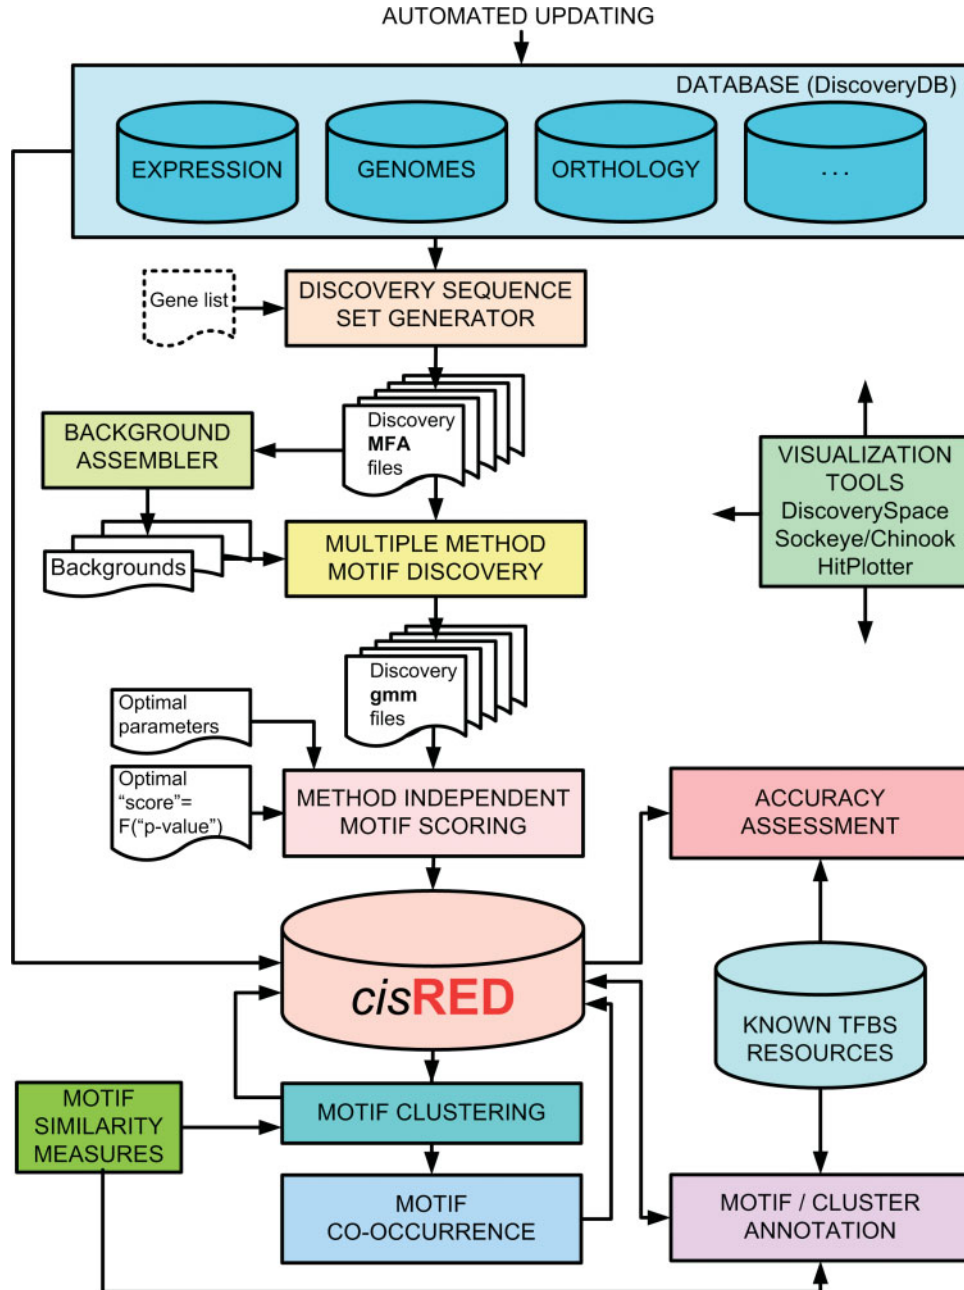 AUTOMATED UPDATING
DATABASE (DiscoveryDB)
EXPRESSION
GENOMES
ORTHOLOGY
...
Gene list
DISCOVERY SEQUENCE
SET GENERATOR
Discovery
MFA
files
BACKGROUND
ASSEMBLER
Backgrounds
MULTIPLE METHOD
MOTIF DISCOVERY
VISUALIZATION
TOOLS
DiscoverySpace
Sockeye/Chinook
HitPlotter
Discovery
gmm
files
Optimal
parameters
Optimal
“score”=
F(“p-value”)
METHOD INDEPENDENT
MOTIF SCORING
ACCURACY
ASSESSMENT
cisRED
KNOWN TFBS
RESOURCES
MOTIF
SIMILARITY
MEASURES
MOTIF CLUSTERING
MOTIF
CO-OCCURRENCE
MOTIF / CLUSTER
ANNOTATION